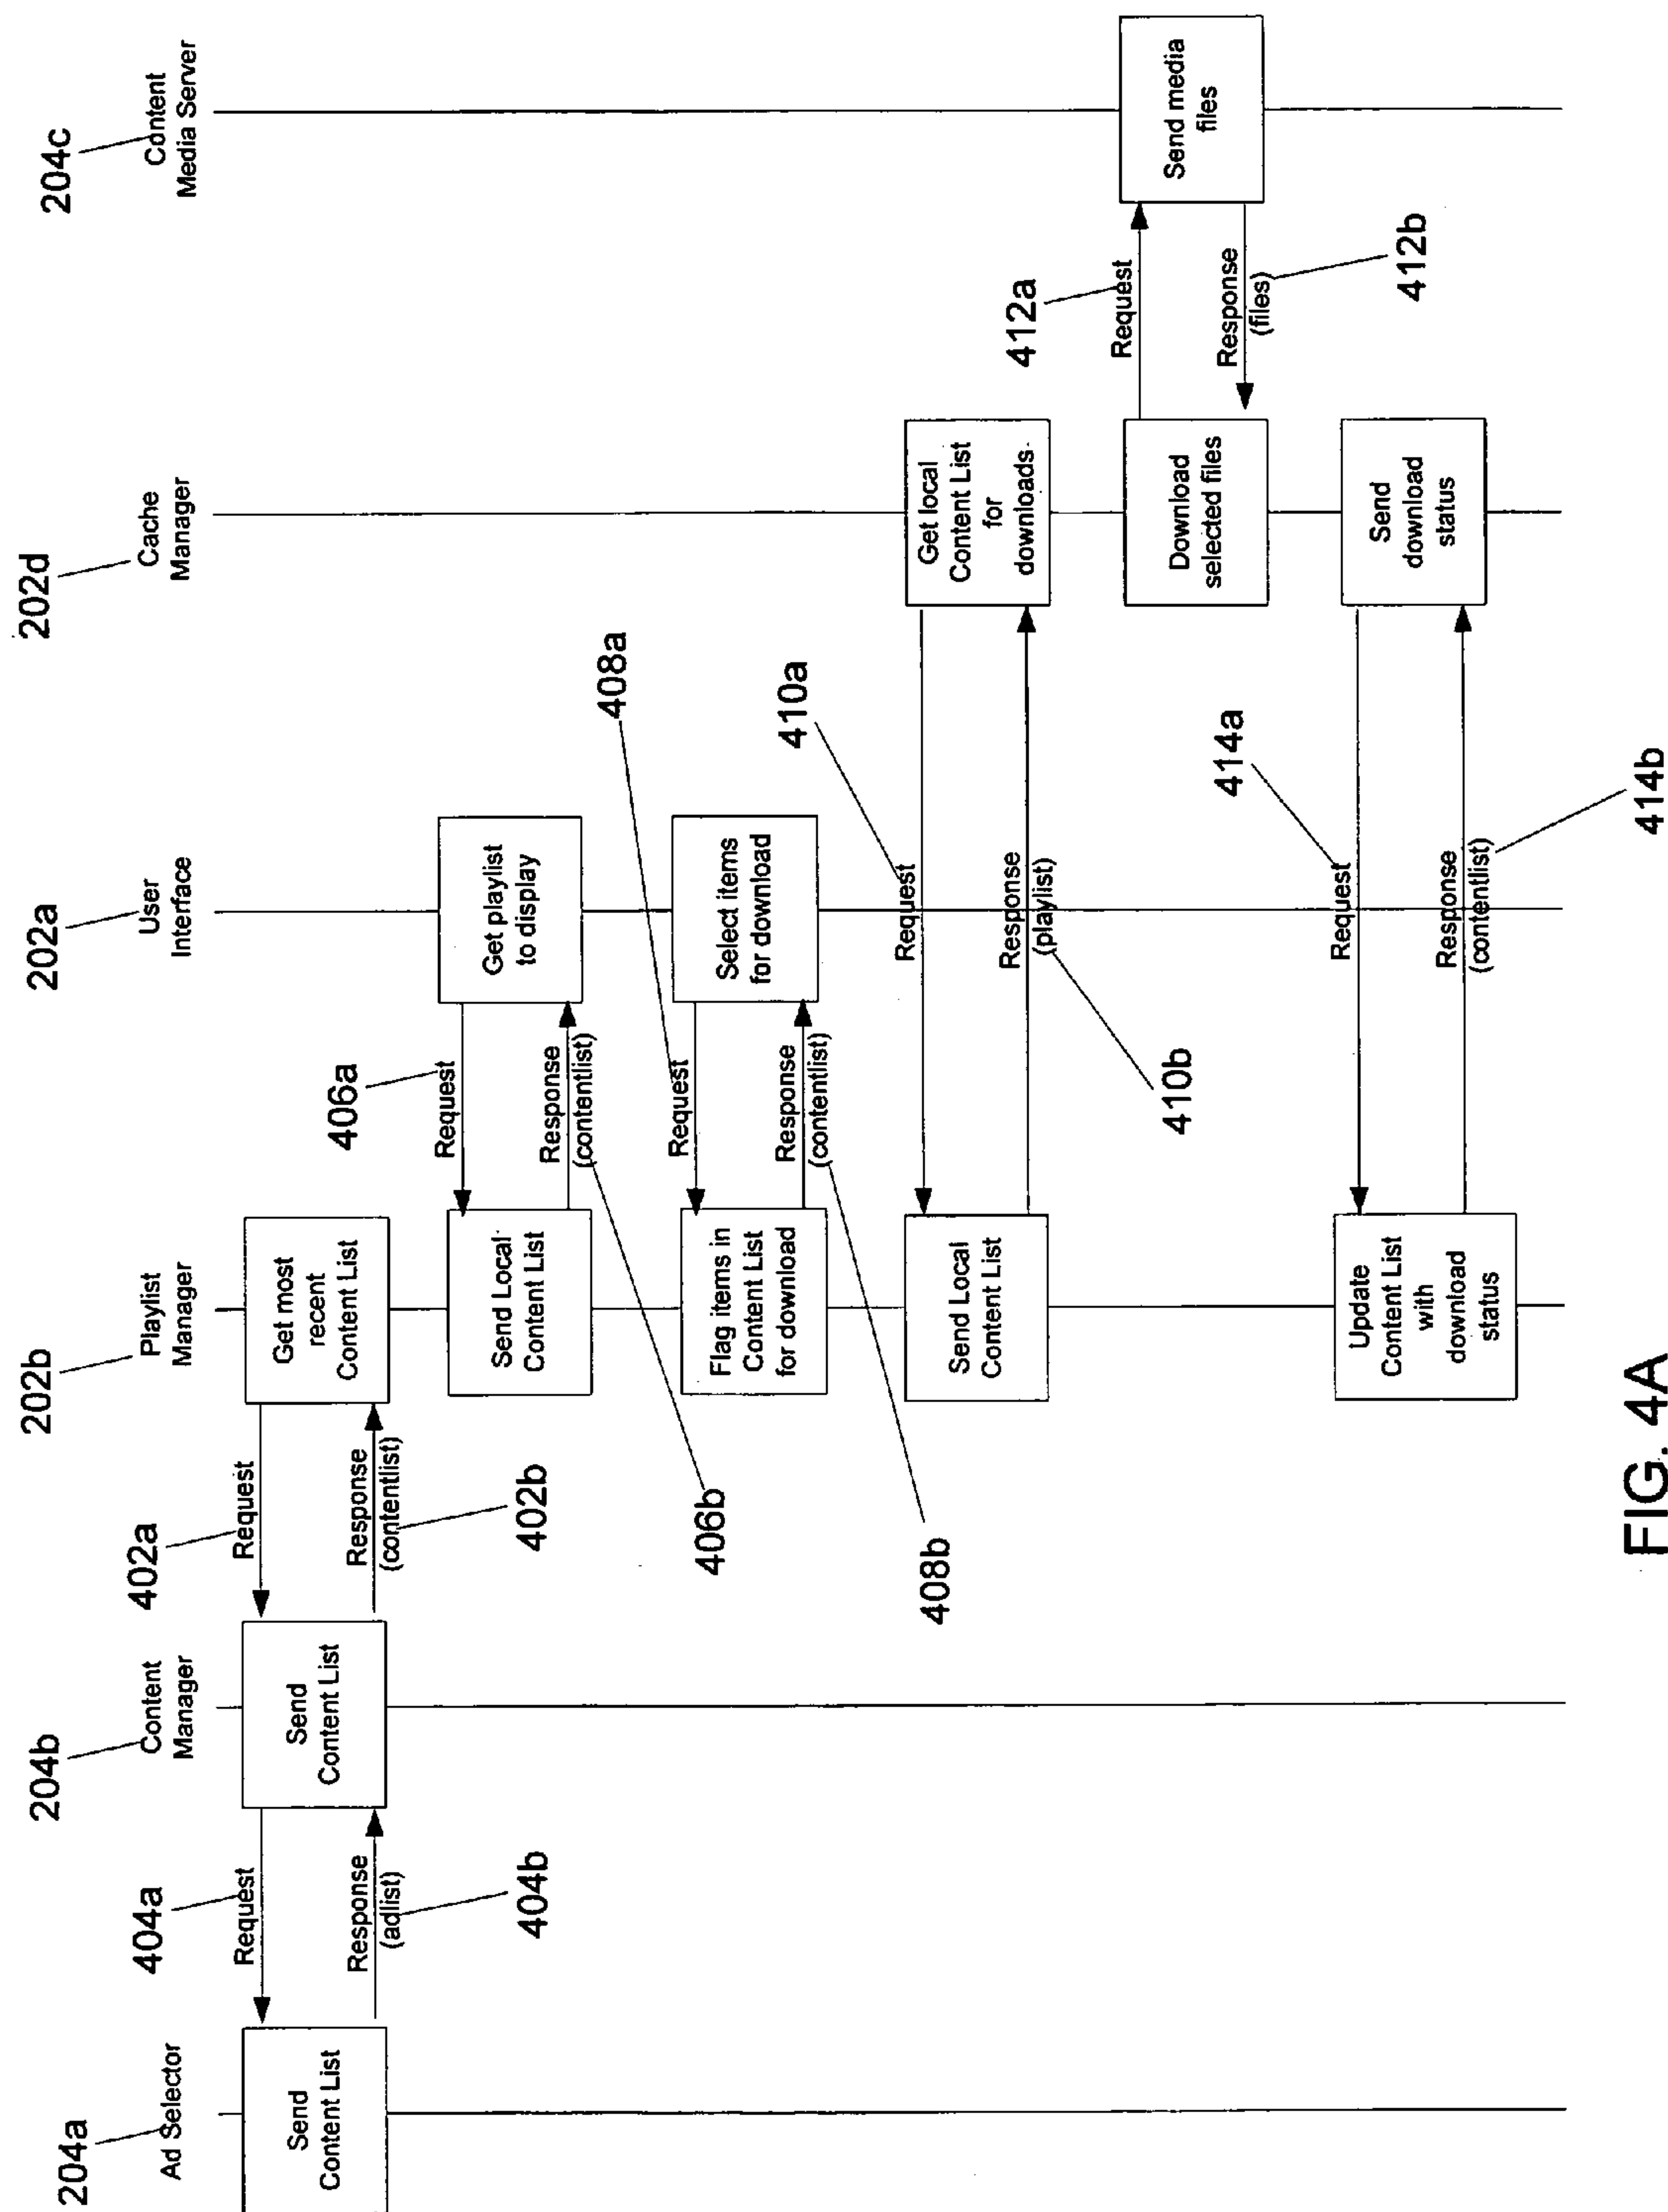 204a
Ad Selector
204b
Content
Manager
202b
Playlist
Manager
202a
User
Interface
202d
Cache
Manager
204c
Content
Media Server
Send
Content List
404a
Request
Response
(adlist)
404b
Send
Content List
402a
Request
Response
(contentlist)
402b
Get most
recent
Content List
Send Local
Content List
406a
Request
Response
(contentlist)
406b
Get playlist
to display
Flag items in
Content List
for download
408a
Request
Response
(contentlist)
408b
Select items
for download
Send Local
Content List
410a
Request
Response
(playlist)
410b
Get local
Content List
for
downloads
Download
selected files
412a
Request
Response
(files)
412b
Send media
files
Update
Content List
with
download
status
414a
Request
Response
(contentlist)
414b
Send
download
status
FIG. 4A